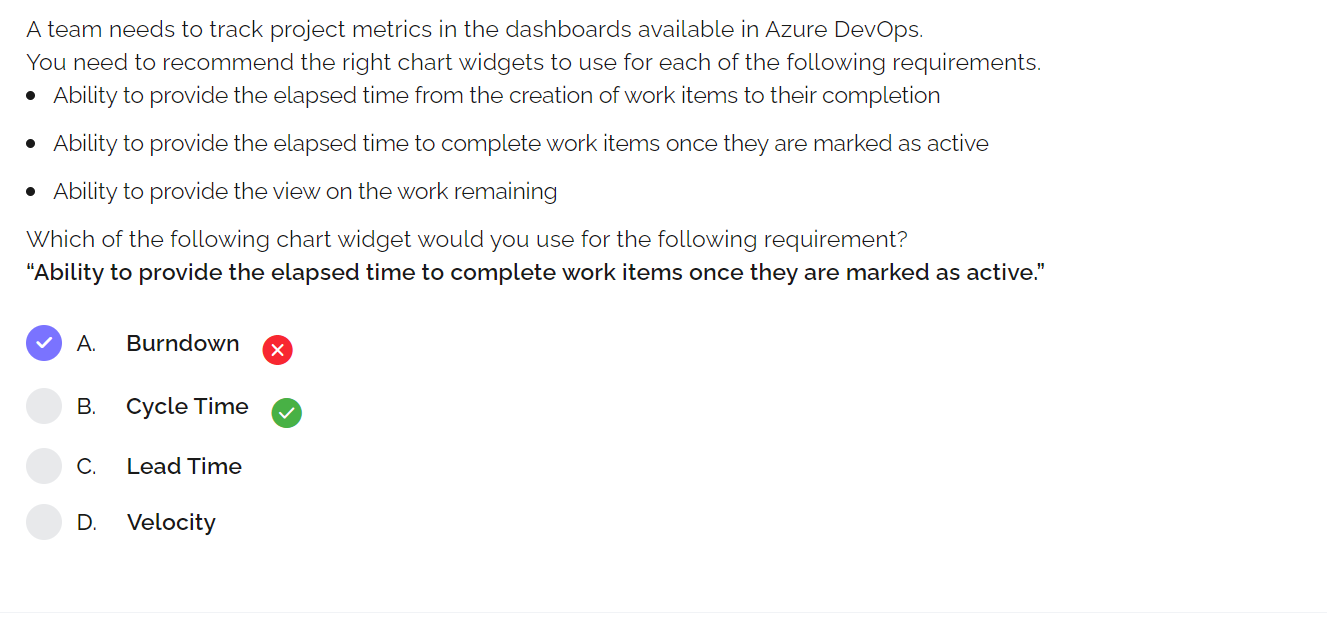 A team needs to track project metrics in the dashboards available in Azure DevOps.
You need to recommend the right chart widgets to use for each of the following requirements.
• Ability to provide the elapsed time from the creation of work items to their completion
• Ability to provide the elapsed time to complete work items once they are marked as active
• Ability to provide the view on the work remaining
Which of the following chart widget would you use for the following requirement?
“Ability to provide the elapsed time to complete work items once they are marked as active.”
A. Burndown
B. Cycle Time
C. Lead Time
D. Velocity